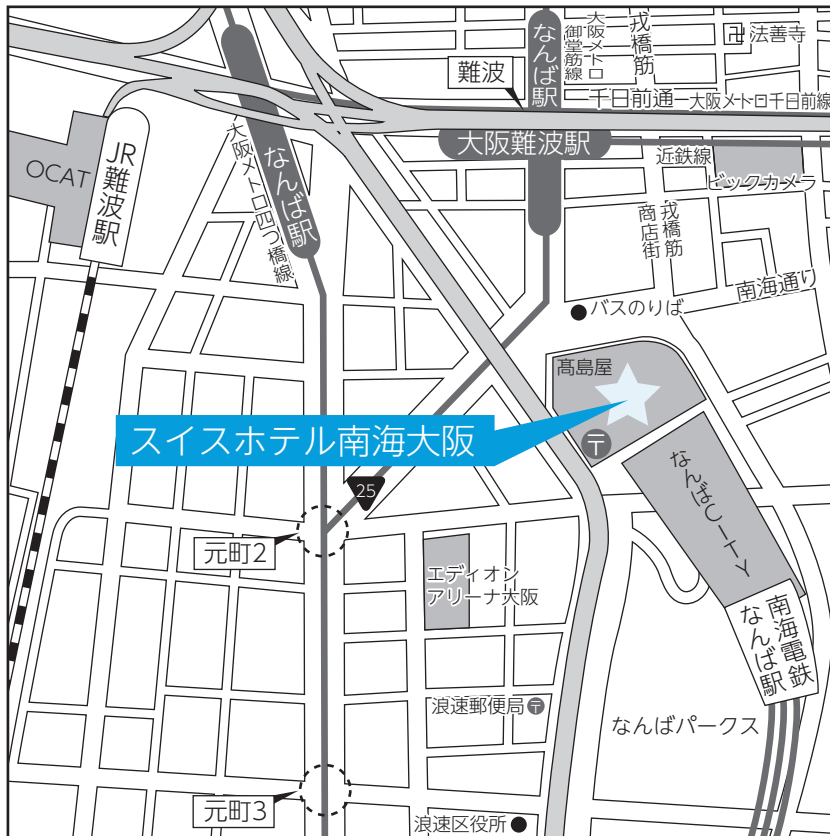 大阪メトロ
御堂筋線
戎橋筋
法善寺
なんば駅
難波
千日前通
大阪メトロ千日前線
大阪難波駅
近鉄線
ビックカメラ
OCAT
JR難波駅
なんば駅
大阪メトロ四つ橋線
戎橋筋
商店街
南海通り
バスのりば
髙島屋
スイスホテル南海大阪
〒
25
なんばCITY
元町2
エディオン
アリーナ大阪
南海電鉄
なんば駅
浪速郵便局〒
なんばパークス
元町3
浪速区役所